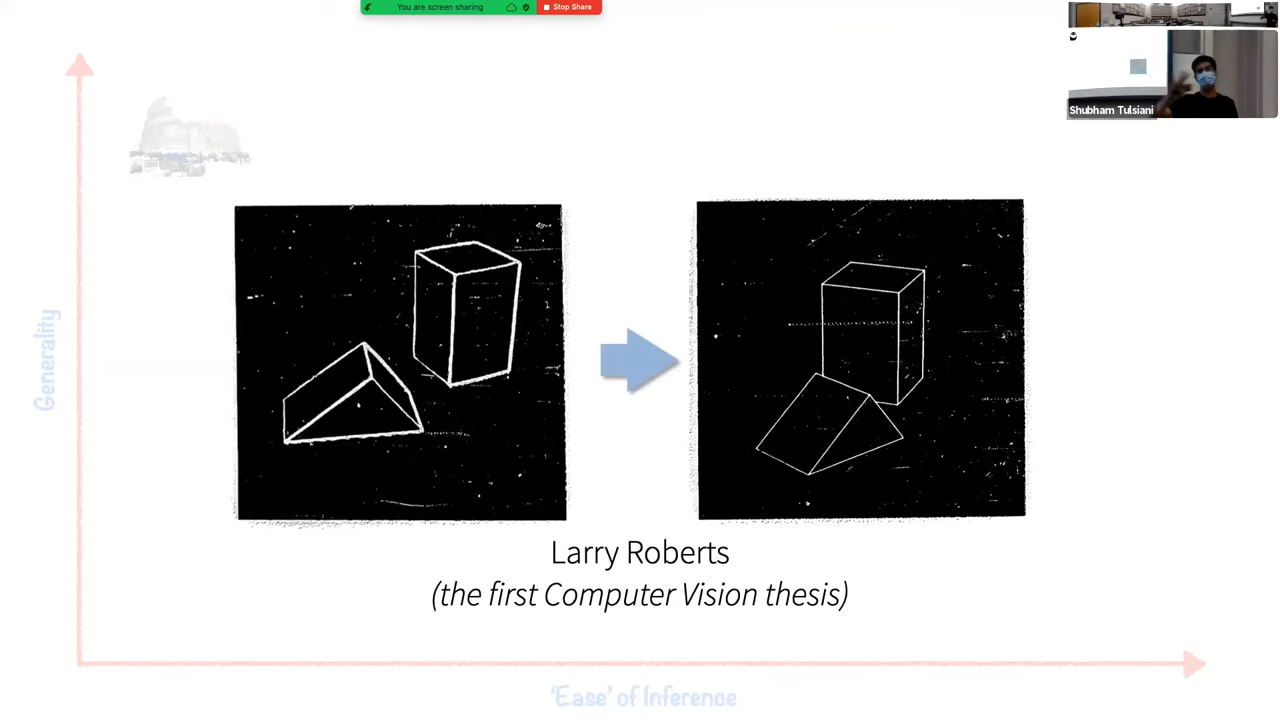 You are screen sharing
Stop Share
Shubham Tulsiani
Generality
Larry Roberts
(the first Computer Vision thesis)
'Ease' of Inference